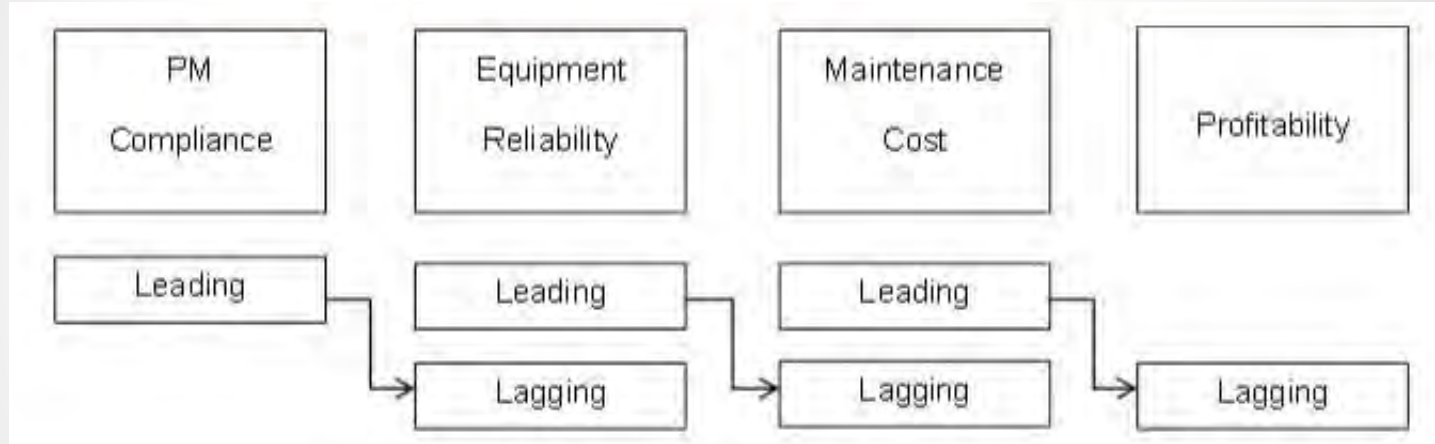 PM
Compliance
Equipment
Reliability
Maintenance
Cost
Profitability
Leading
Leading
Leading
Lagging
Lagging
Lagging